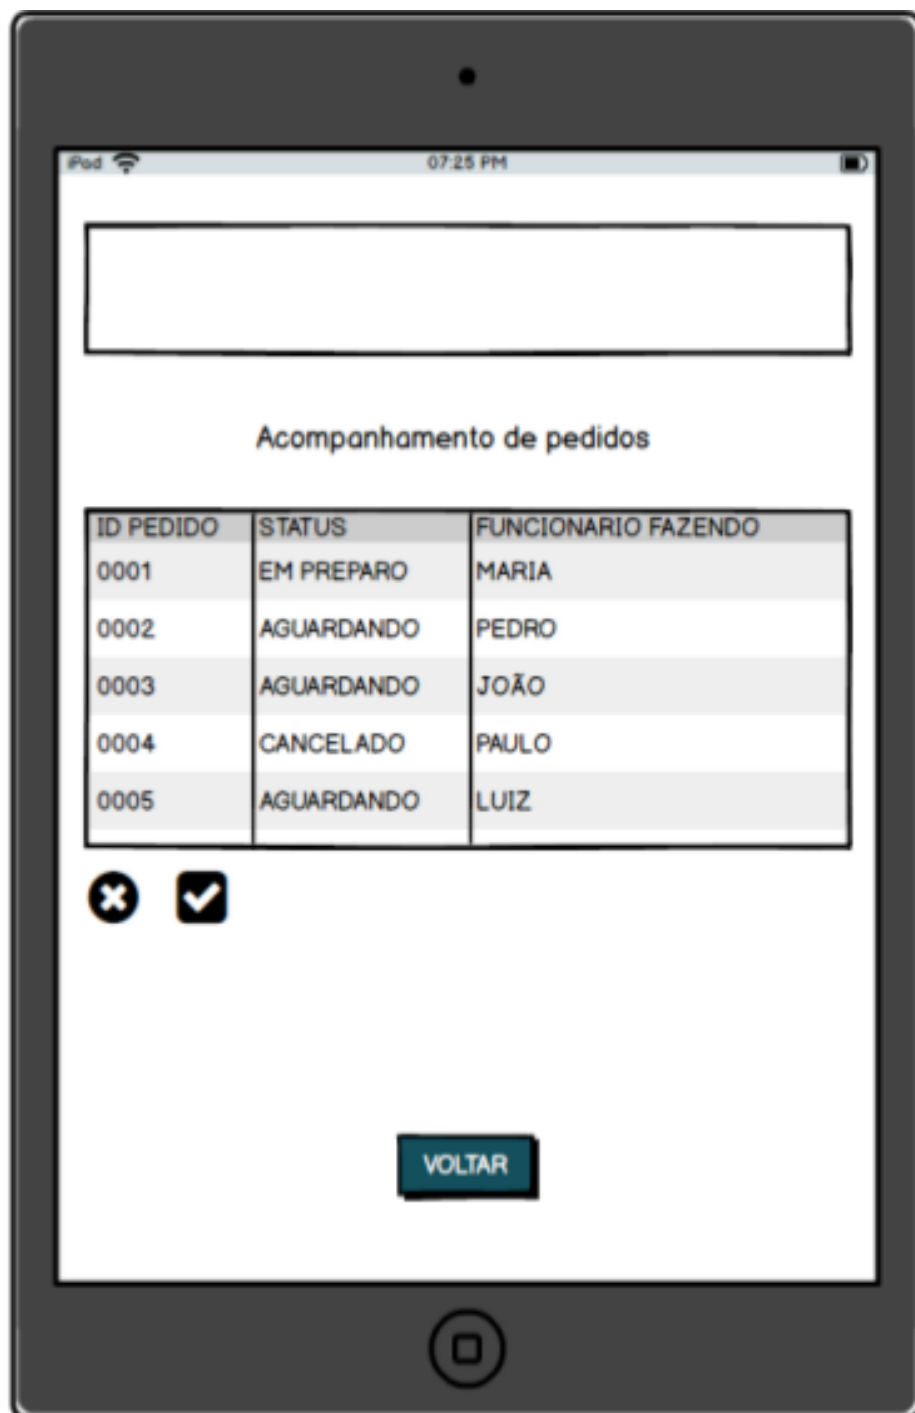 iPad 07:25 PM
Acompanhamento de pedidos
ID PEDIDO STATUS FUNCIONARIO FAZENDO
0001 EM PREPARO MARIA
0002 AGUARDANDO PEDRO
0003 AGUARDANDO JOÃO
0004 CANCELADO PAULO
0005 AGUARDANDO LUIZ
VOLTAR